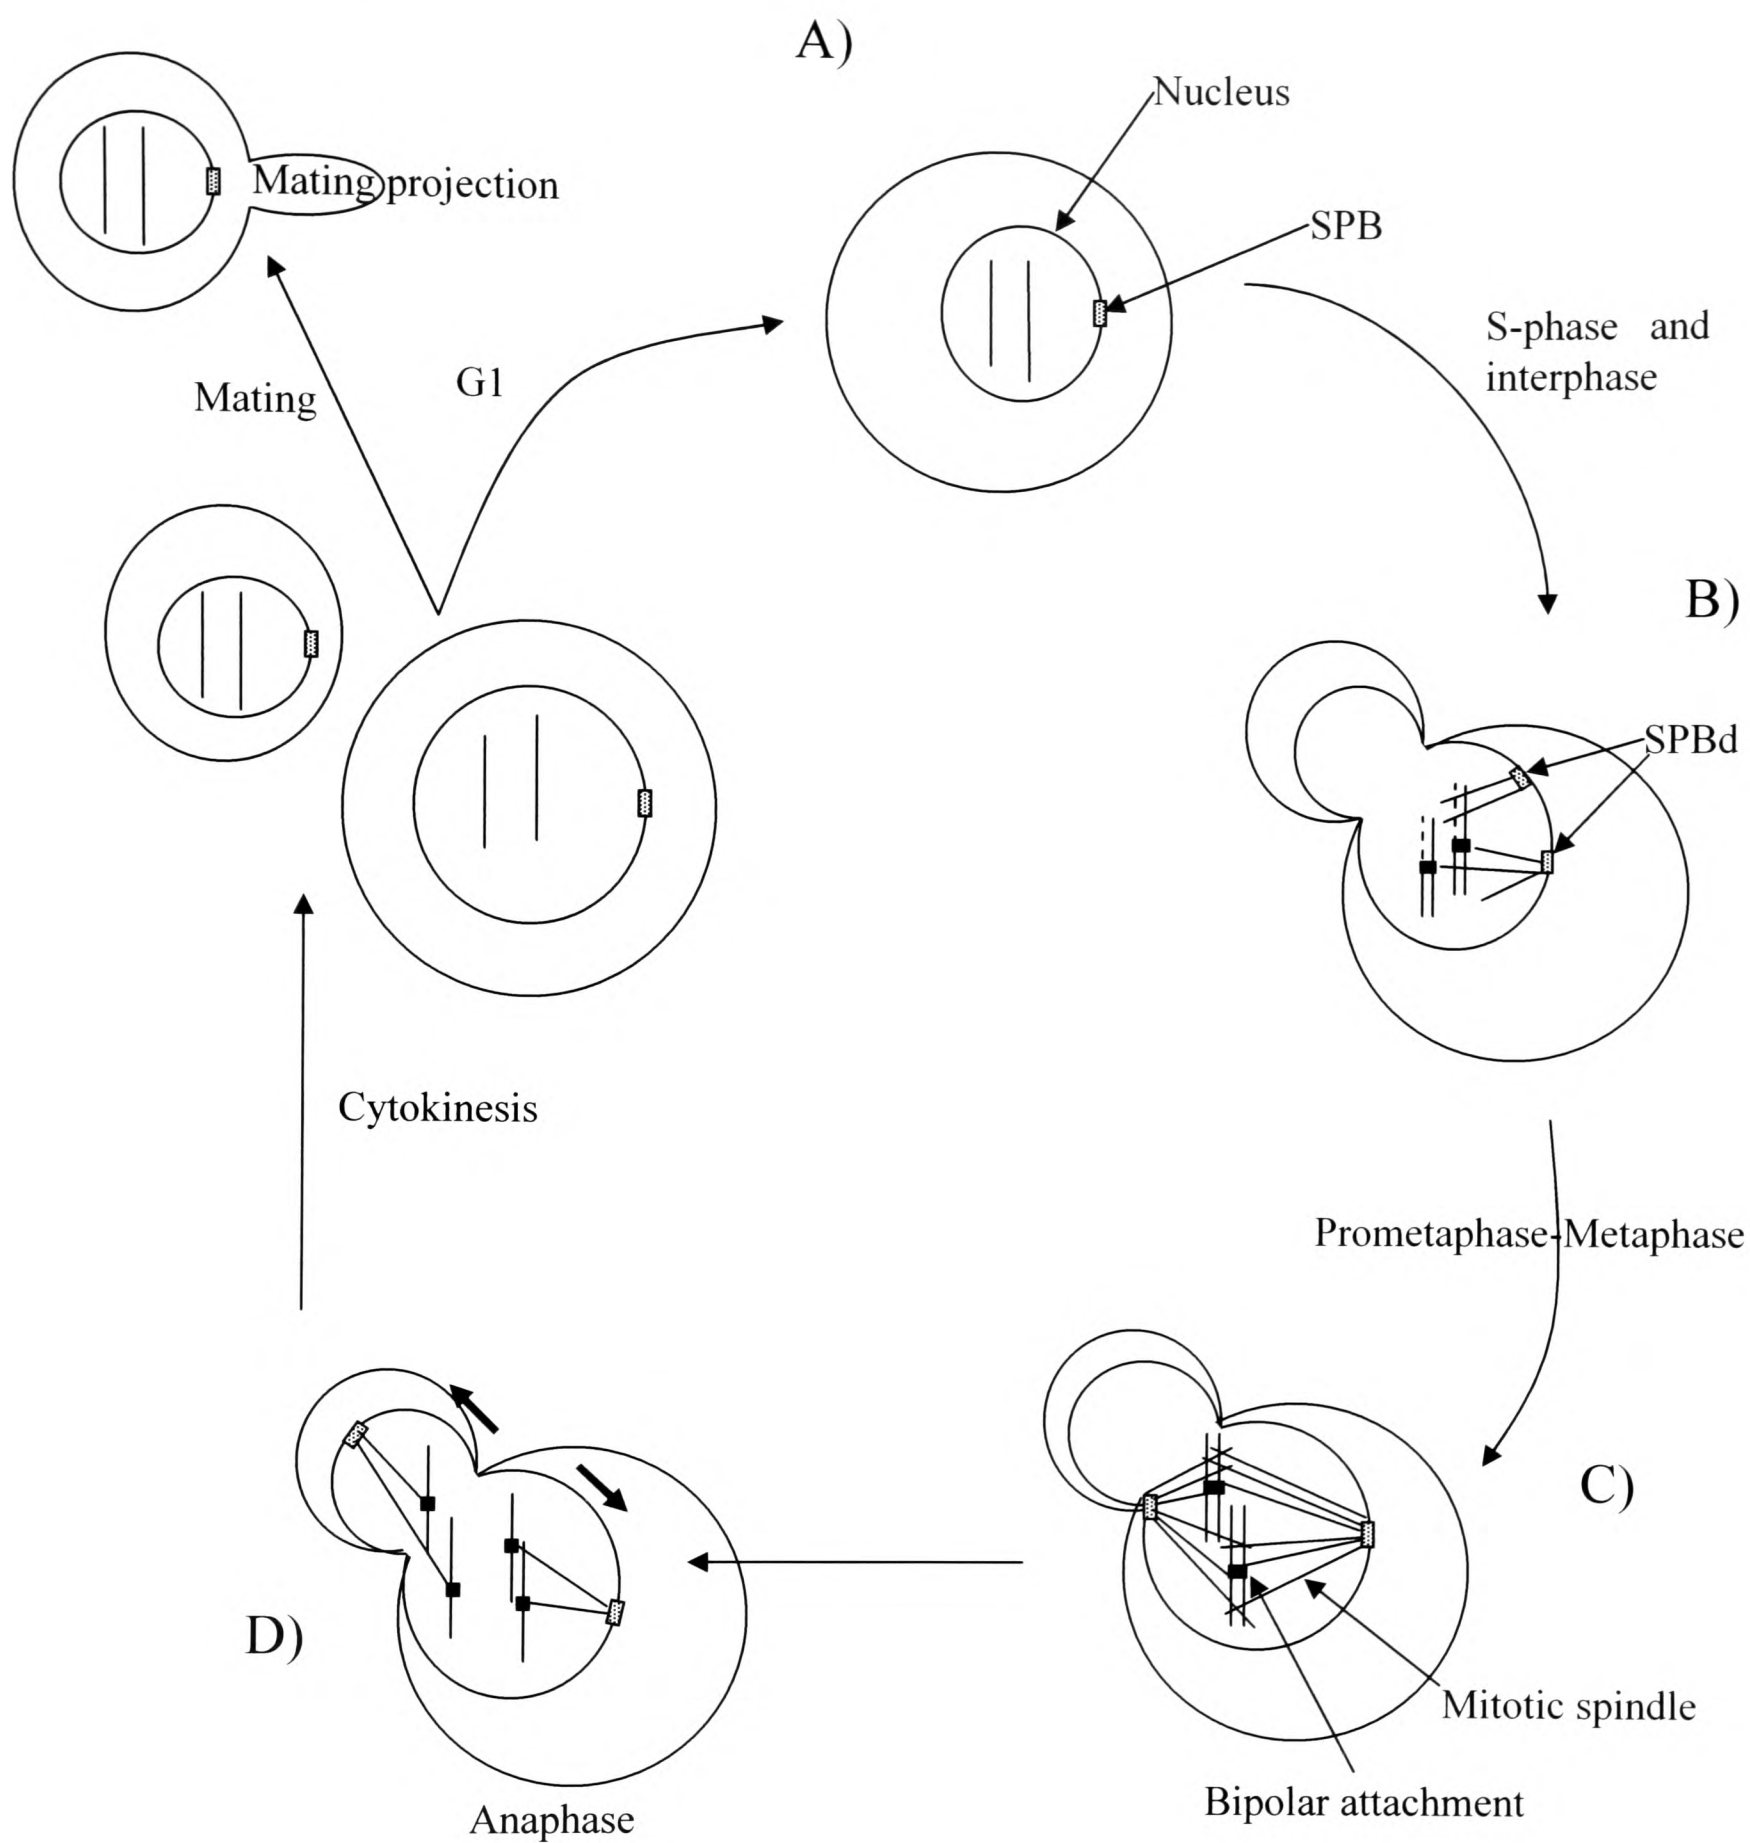 A)
Nucleus
SPB
Mating projection
S-phase and
interphase
G1
Mating
B)
SPBd
Cytokinesis
Prometaphase-Metaphase
C)
D)
Mitotic spindle
Bipolar attachment
Anaphase